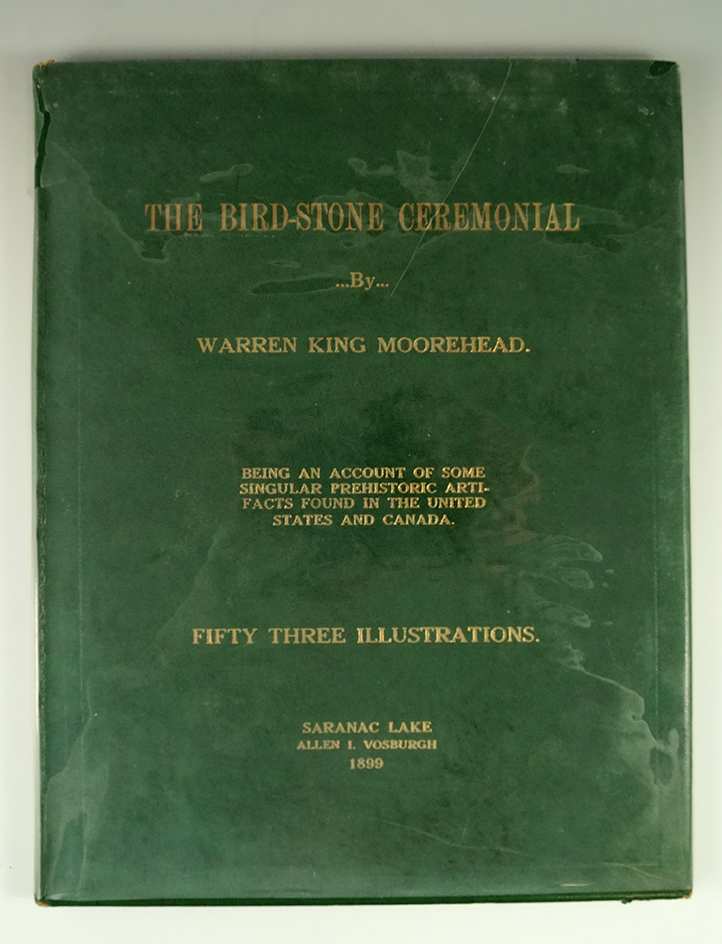 THE BIRD-STONE CEREMONIAL
...By...
WARREN KING MOOREHEAD.
BEING AN ACCOUNT OF SOME
SINGULAR PREHISTORIC ARTI-
FACTS FOUND IN THE UNITED
STATES AND CANADA.
FIFTY THREE ILLUSTRATIONS.
SARANAC LAKE
ALLEN I. VOSBURGH
1899